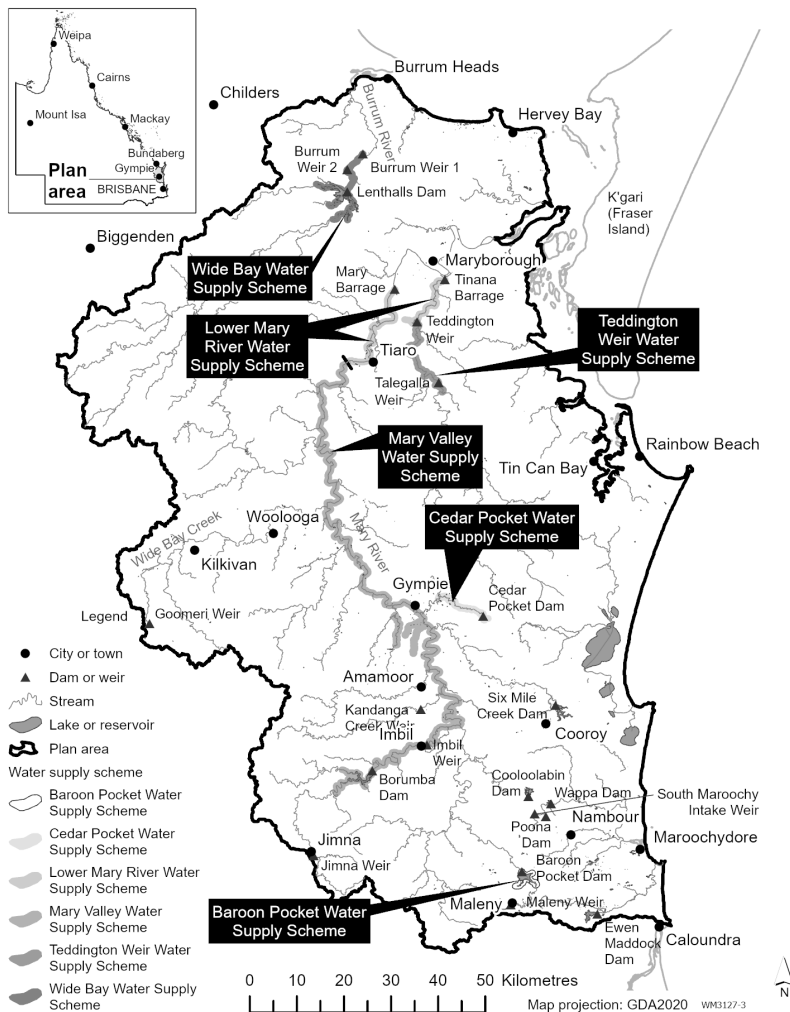 Weipa
Cairns
Mount Isa
Mackay
Bundaberg
Gympie
BRISBANE
Plan
area
Burrum Heads
Childers
Burrum River
Hervey Bay
Burrum
Weir 2
Burrum Weir 1
Lenthalls Dam
K'gari
(Fraser
Island)
Biggenden
Wide Bay Water
Supply Scheme
Maryborough
Mary
Barrage
Tinana
Barrage
Lower Mary
River Water
Supply Scheme
Teddington
Weir
Teddington
Weir Water
Supply Scheme
Tiaro
Talegalla
Weir
Mary Valley
Water Supply
Scheme
Rainbow Beach
Tin Can Bay
Cedar Pocket Water
Supply Scheme
Woolooga
Wide Bay Creek
Mary River
Kilkivan
Gympie
Cedar
Pocket Dam
Goomeri Weir
Amamoor
Kandanga
Creek Weir
Six Mile
Creek Dam
Imbil
Imbil
Weir
Cooroy
Borumba
Dam
Cooloolabin
Dam
Wappa Dam
South Maroochy
Intake Weir
Poona
Dam
Nambour
Maroochydore
Jimna
Jimna Weir
Baroon
Pocket Dam
Baroon Pocket Water
Supply Scheme
Maleny
Maleny Weir
Ewen
Maddock
Dam
Caloundra
Legend
City or town
Dam or weir
Stream
Lake or reservoir
Plan area
Water supply scheme
Baroon Pocket Water
Supply Scheme
Cedar Pocket Water
Supply Scheme
Lower Mary River Water
Supply Scheme
Mary Valley Water
Supply Scheme
Teddington Weir Water
Supply Scheme
Wide Bay Water Supply
Scheme
0 10 20 30 40 50 Kilometres
Map projection: GDA2020 WM3127-3
N